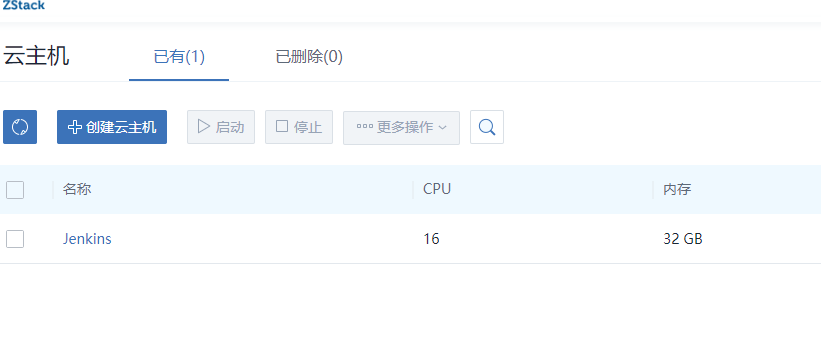 ZStack
云主机 已有(1) 已删除(0)
创建云主机 启动 停止 更多操作
名称 CPU 内存
Jenkins 16 32 GB